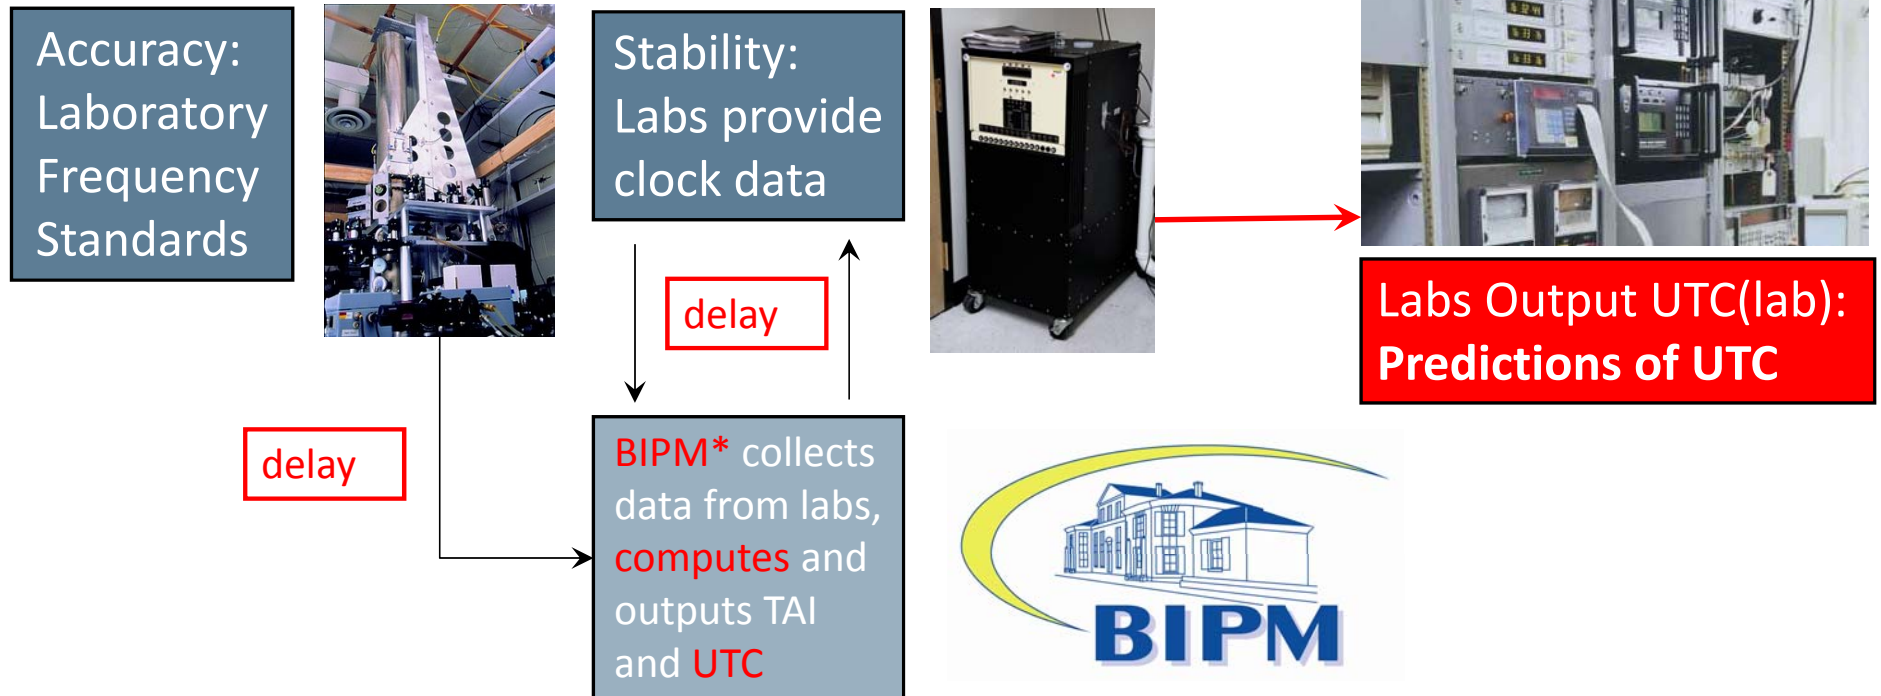 Accuracy:
Laboratory
Frequency
Standards
Stability:
Labs provide
clock data
delay
delay
BIPM* collects
data from labs,
computes and
outputs TAI
and UTC
Labs Output UTC(lab):
Predictions of UTC
BIPM